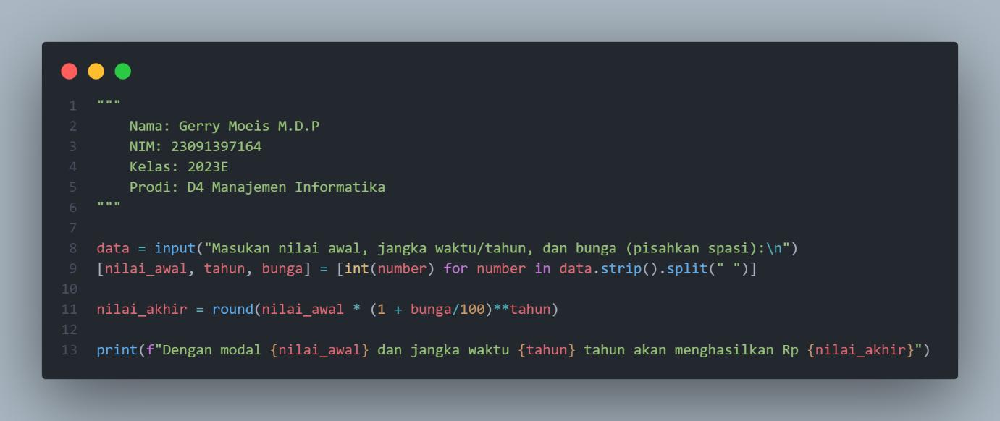 1 """
2     Nama: Gerry Moeis M.D.P
3     NIM: 23091397164
4     Kelas: 2023E
5     Prodi: D4 Manajemen Informatika
6 """
7
8 data = input("Masukan nilai awal, jangka waktu/tahun, dan bunga (pisahkan spasi):\n")
9 [nilai_awal, tahun, bunga] = [int(number) for number in data.strip().split(" ")]
10
11 nilai_akhir = round(nilai_awal * (1 + bunga/100)**tahun)
12
13 print(f"Dengan modal {nilai_awal} dan jangka waktu {tahun} tahun akan menghasilkan Rp {nilai_akhir}")